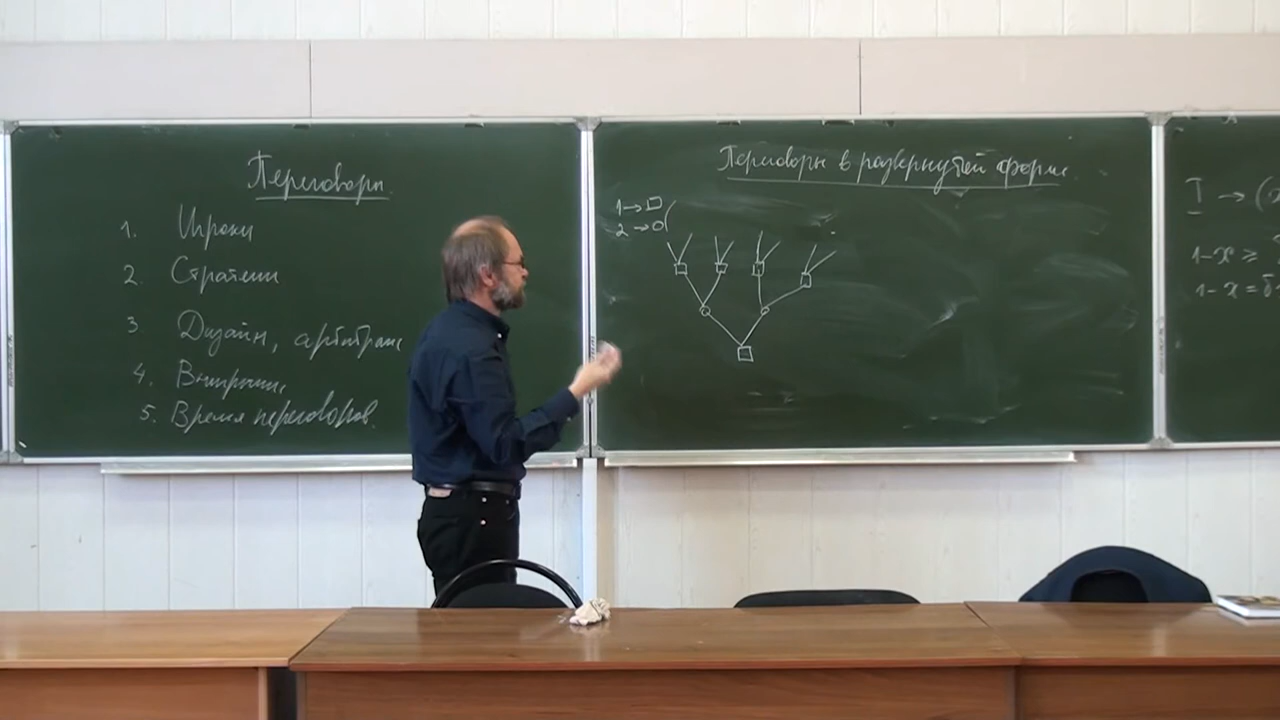 Переговоры.
1. Игроки
2. Стратегии
3. Дизайн, арбитраж
4. Выигрыши,
5. Время переговоров.
Переговоры в развернутой форме.
1→□
2→○
I → (
1-x ≥
1-x = δ